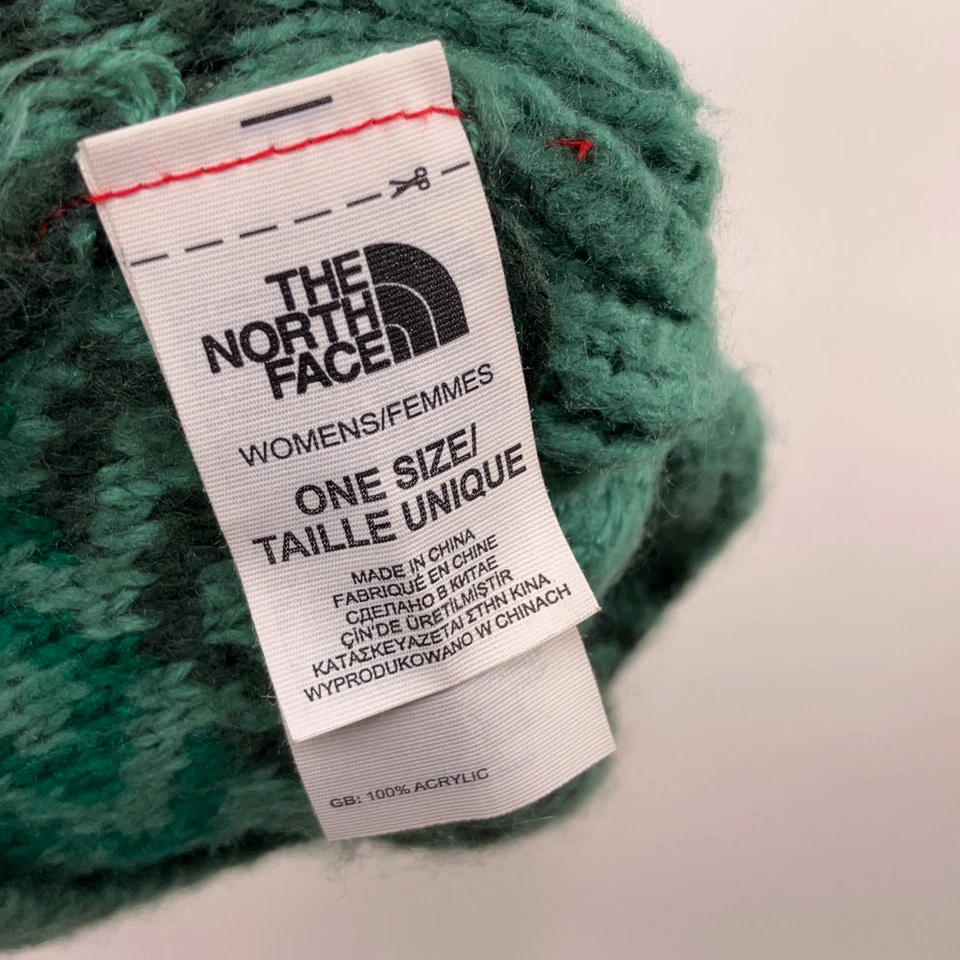 THE
NORTH
FACE
WOMENS/FEMMES
ONE SIZE/
TAILLE UNIQUE
MADE IN CHINA
FABRIQUÉ EN CHINE
СДЕЛАНО В КИТАЕ
ÇİN'DE ÜRETİLMİŞTİR
ΚΑΤΑΣΚΕΥΑΖΕΤΑΙ ΣΤΗΝ ΚΙΝΑ
WYPRODUKOWANO W CHINACH
GB: 100% ACRYLIC